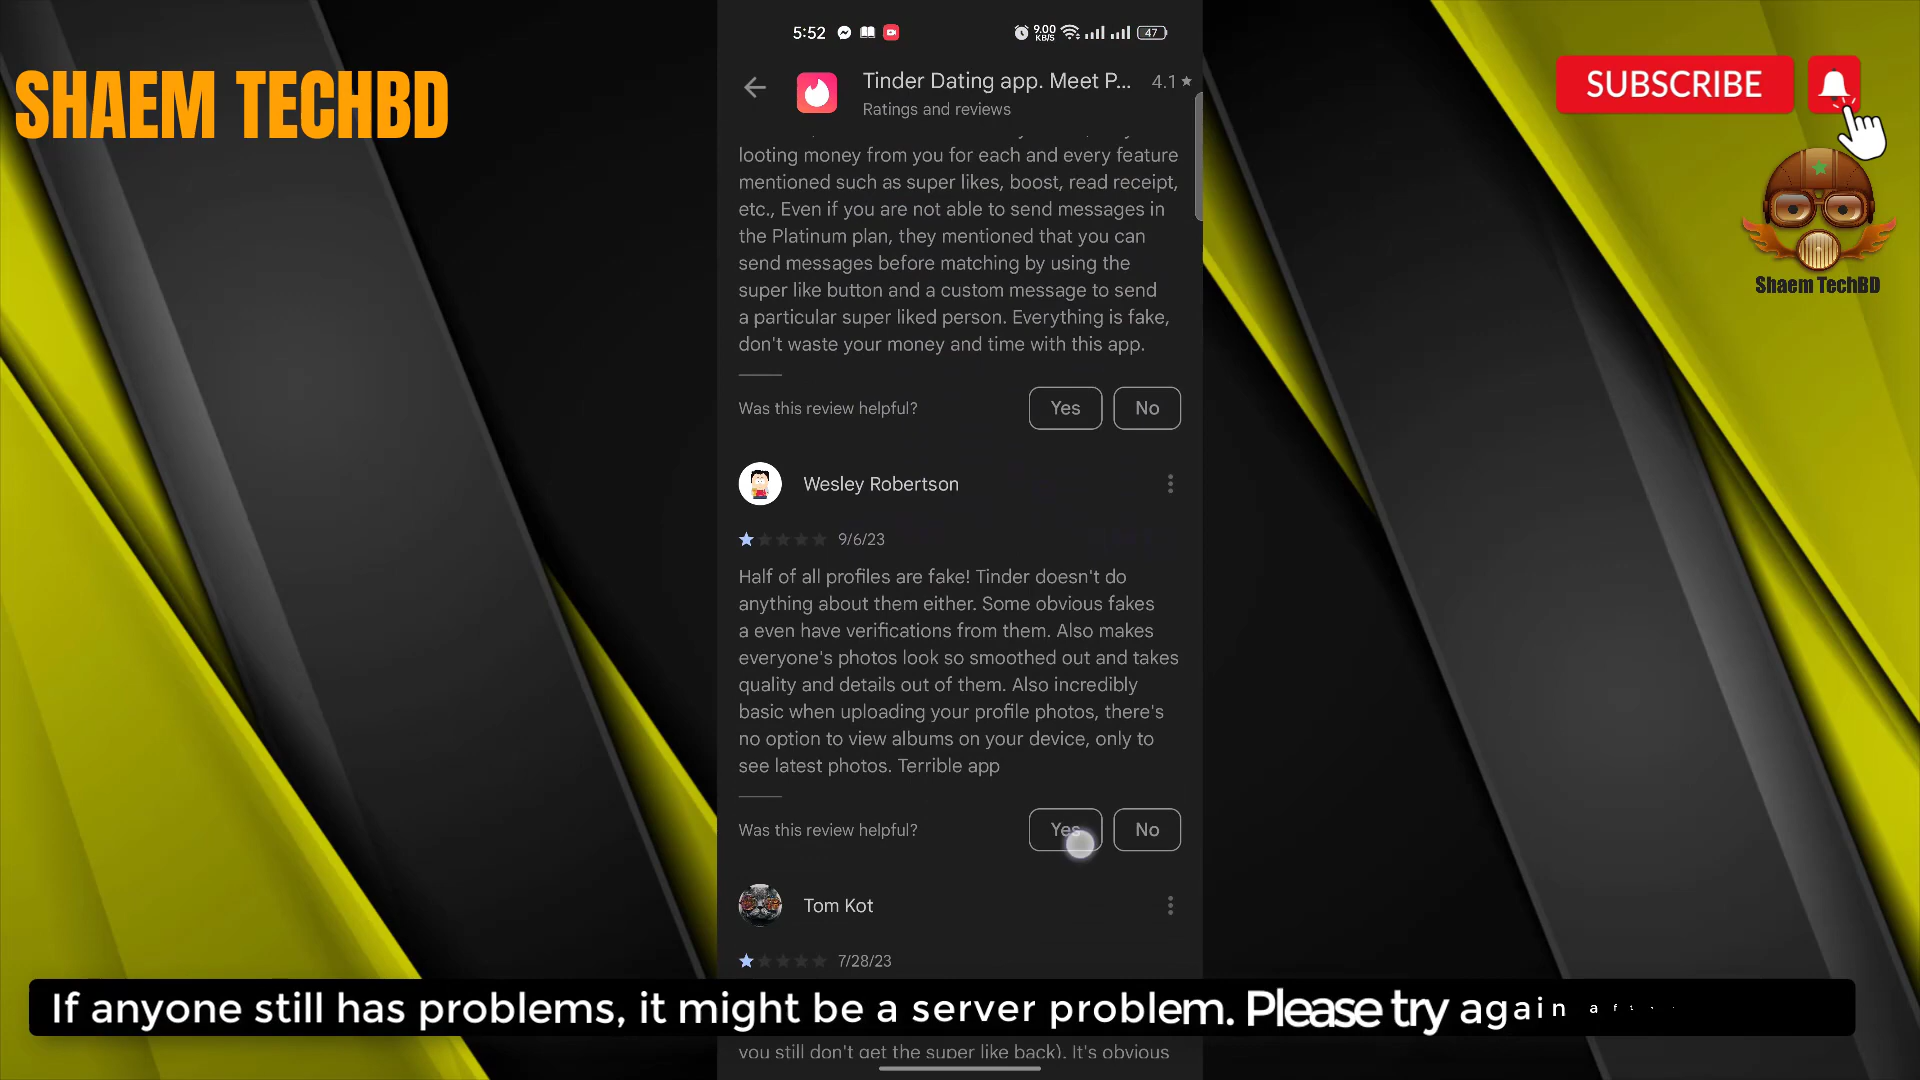 SHAEM TECHBD
5:52
9.00
KB/S
47
Tinder Dating app. Meet P...
4.1
Ratings and reviews
looting money from you for each and every feature
mentioned such as super likes, boost, read receipt,
etc., Even if you are not able to send messages in
the Platinum plan, they mentioned that you can
send messages before matching by using the
super like button and a custom message to send
a particular super liked person. Everything is fake,
don't waste your money and time with this app.
Was this review helpful?
Yes
No
Wesley Robertson
9/6/23
Half of all profiles are fake! Tinder doesn't do
anything about them either. Some obvious fakes
a even have verifications from them. Also makes
everyone's photos look so smoothed out and takes
quality and details out of them. Also incredibly
basic when uploading your profile photos, there's
no option to view albums on your device, only to
see latest photos. Terrible app
Was this review helpful?
Yes
No
Tom Kot
7/28/23
If anyone still has problems, it might be a server problem. Please try again
you still don't get the super like back). It's obvious
SUBSCRIBE
Shaem TechBD